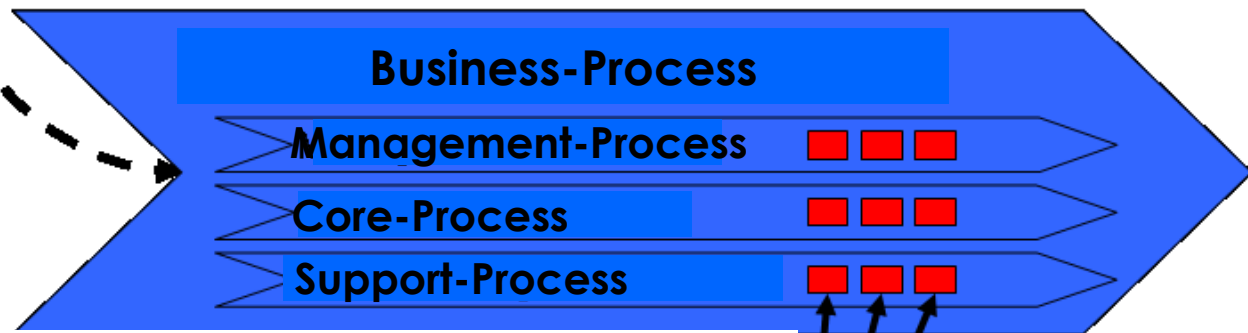 Business-Process
Management-Process
Core-Process
Support-Process